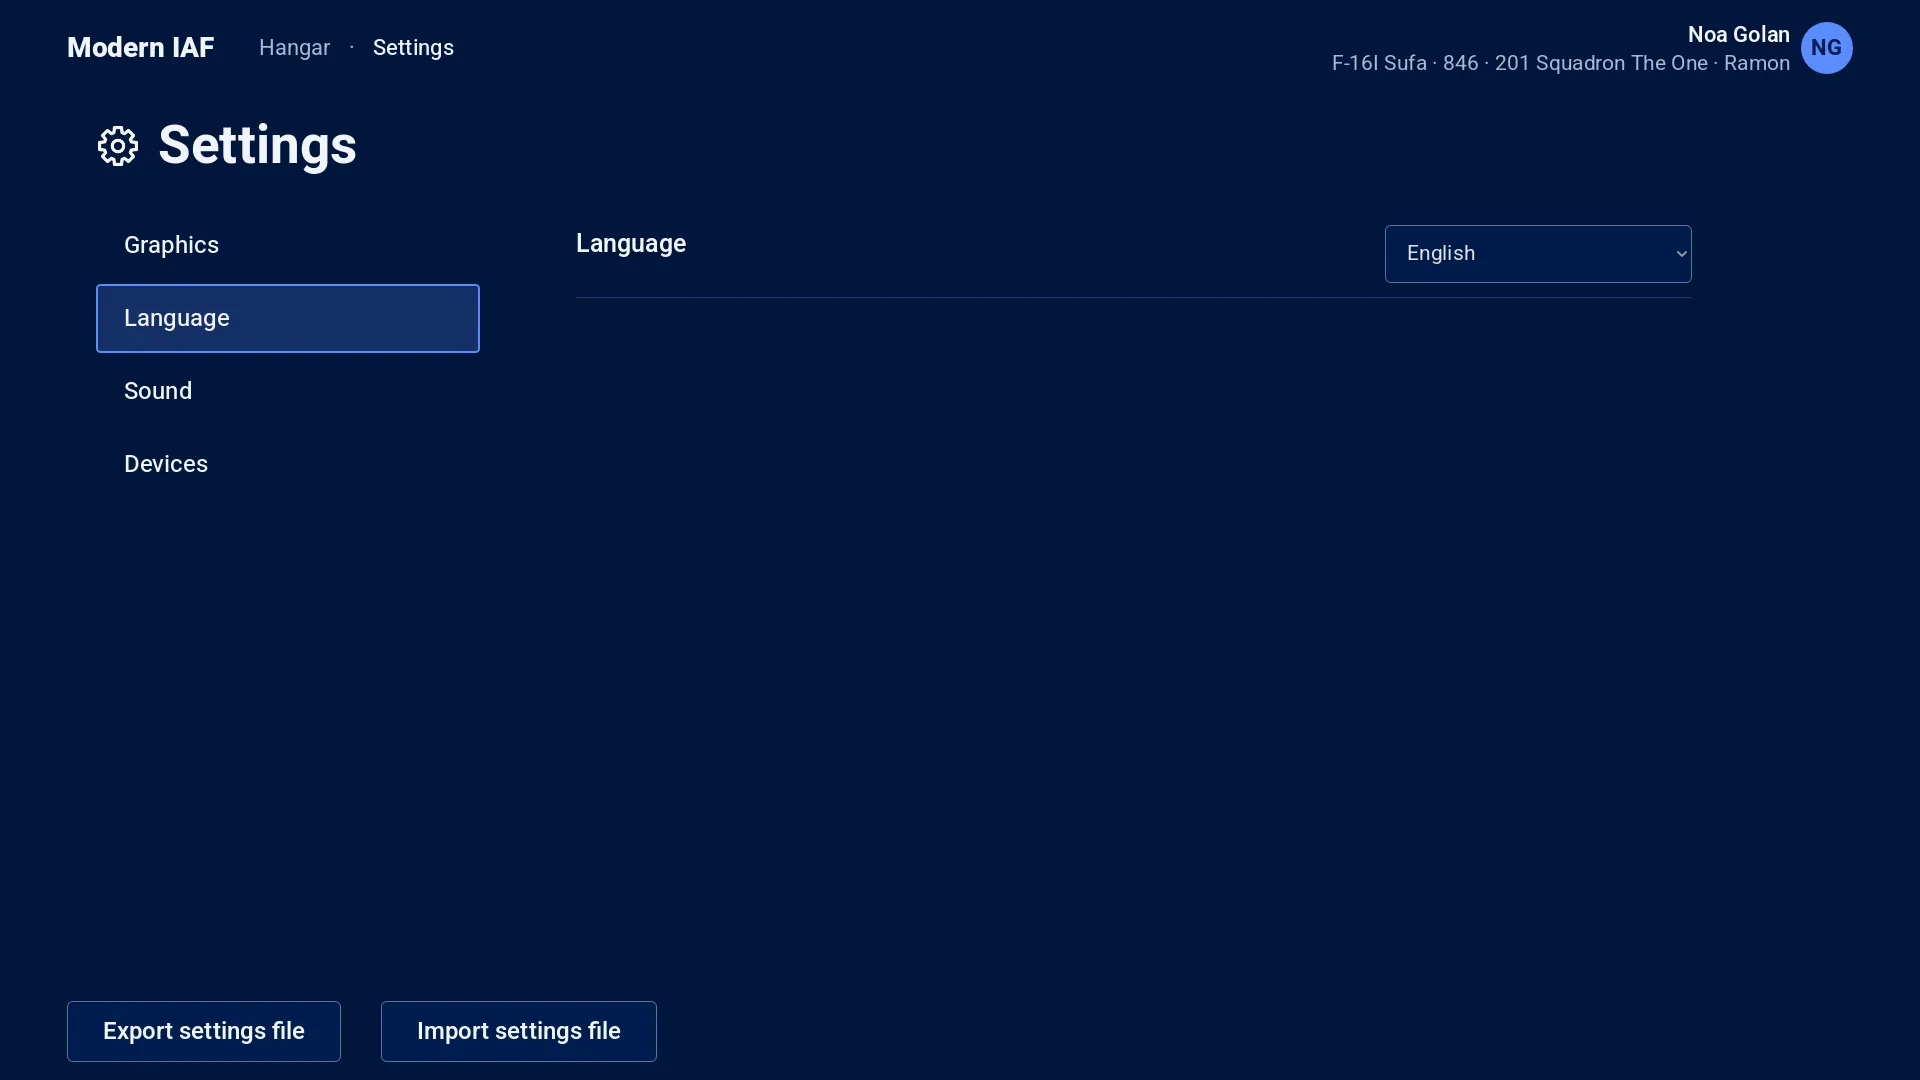 Modern IAF
Hangar · Settings
Noa Golan
F-16I Sufa · 846 · 201 Squadron The One · Ramon
NG
Settings
Graphics
Language
Sound
Devices
Language
English
Export settings file
Import settings file